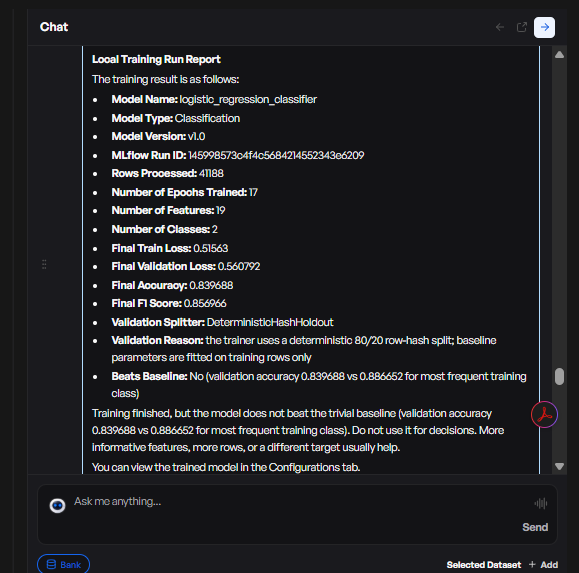 Chat
Local Training Run Report
The training result is as follows:
Model Name: logistic_regression_classifier
Model Type: Classification
Model Version: v1.0
MLflow Run ID: 145998573c4f4c5684214552343e6209
Rows Processed: 41188
Number of Epochs Trained: 17
Number of Features: 19
Number of Classes: 2
Final Train Loss: 0.51563
Final Validation Loss: 0.560792
Final Accuracy: 0.839688
Final F1 Score: 0.856966
Validation Splitter: DeterministicHashHoldout
Validation Reason: the trainer uses a deterministic 80/20 row-hash split; baseline
parameters are fitted on training rows only
Beats Baseline: No (validation accuracy 0.839688 vs 0.886652 for most frequent training
class)
Training finished, but the model does not beat the trivial baseline (validation accuracy
0.839688 vs 0.886652 for most frequent training class). Do not use it for decisions. More
informative features, more rows, or a different target usually help.
You can view the trained model in the Configurations tab.
Ask me anything...
Send
Bank
Selected Dataset + Add